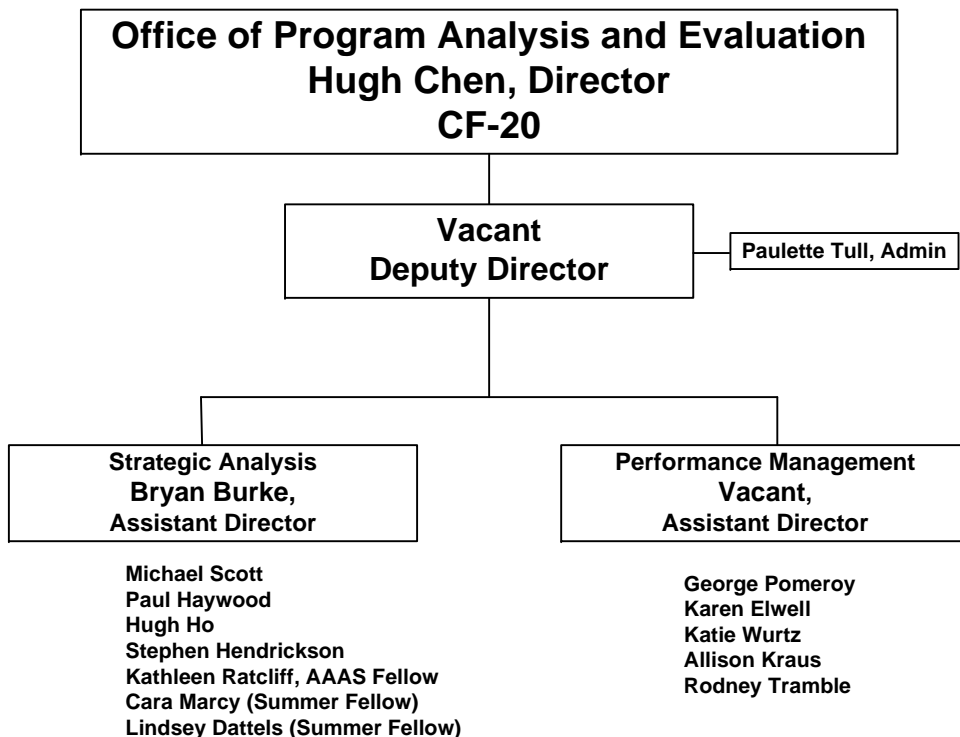 Office of Program Analysis and Evaluation
Hugh Chen, Director
CF-20
Vacant
Deputy Director
Paulette Tull, Admin
Strategic Analysis
Bryan Burke,
Assistant Director
Michael Scott
Paul Haywood
Hugh Ho
Stephen Hendrickson
Kathleen Ratcliff, AAAS Fellow
Cara Marcy (Summer Fellow)
Lindsey Dattels (Summer Fellow)
Performance Management
Vacant,
Assistant Director
George Pomeroy
Karen Elwell
Katie Wurtz
Allison Kraus
Rodney Tramble